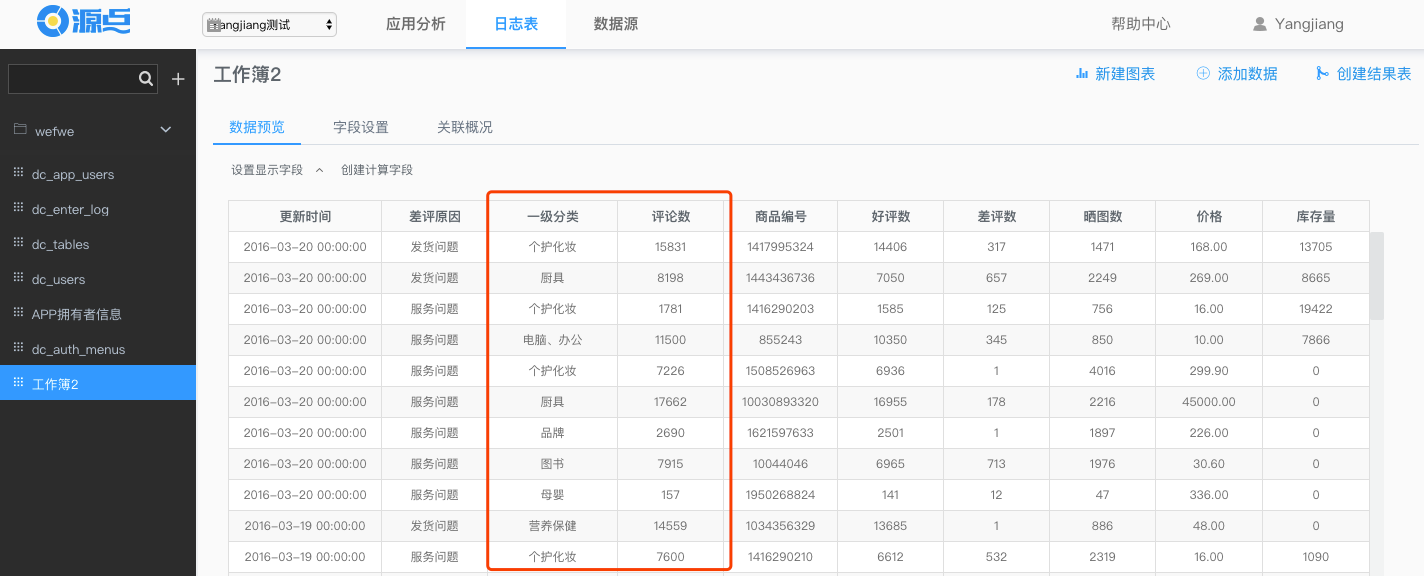 源点
Yangjiang测试
应用分析
日志表
数据源
帮助中心
Yangjiang
wefwe
dc_app_users
dc_enter_log
dc_tables
dc_users
APP拥有者信息
dc_auth_menus
工作簿2
工作簿2
新建图表
添加数据
创建结果表
数据预览
字段设置
关联概况
设置显示字段
创建计算字段
更新时间 差评原因 一级分类 评论数 商品编号 好评数 差评数 晒图数 价格 库存量
2016-03-20 00:00:00 发货问题 个护化妆 15831 1417995324 14406 317 1471 168.00 13705
2016-03-20 00:00:00 发货问题 厨具 8198 1443436736 7050 657 2249 269.00 8665
2016-03-20 00:00:00 服务问题 个护化妆 1781 1416290203 1585 125 756 16.00 19422
2016-03-20 00:00:00 服务问题 电脑、办公 11500 855243 10350 345 850 10.00 7866
2016-03-20 00:00:00 服务问题 个护化妆 7226 1508526963 6936 1 4016 299.90 0
2016-03-20 00:00:00 服务问题 厨具 17662 10030893320 16955 178 2216 45000.00 0
2016-03-20 00:00:00 服务问题 品牌 2690 1621597633 2501 1 1897 226.00 0
2016-03-20 00:00:00 服务问题 图书 7915 10044046 6965 713 1976 30.60 0
2016-03-20 00:00:00 服务问题 母婴 157 1950268824 141 12 47 336.00 0
2016-03-19 00:00:00 发货问题 营养保健 14559 1034356329 13685 1 886 48.00 0
2016-03-19 00:00:00 服务问题 个护化妆 7600 1416290210 6612 532 2319 16.00 1090